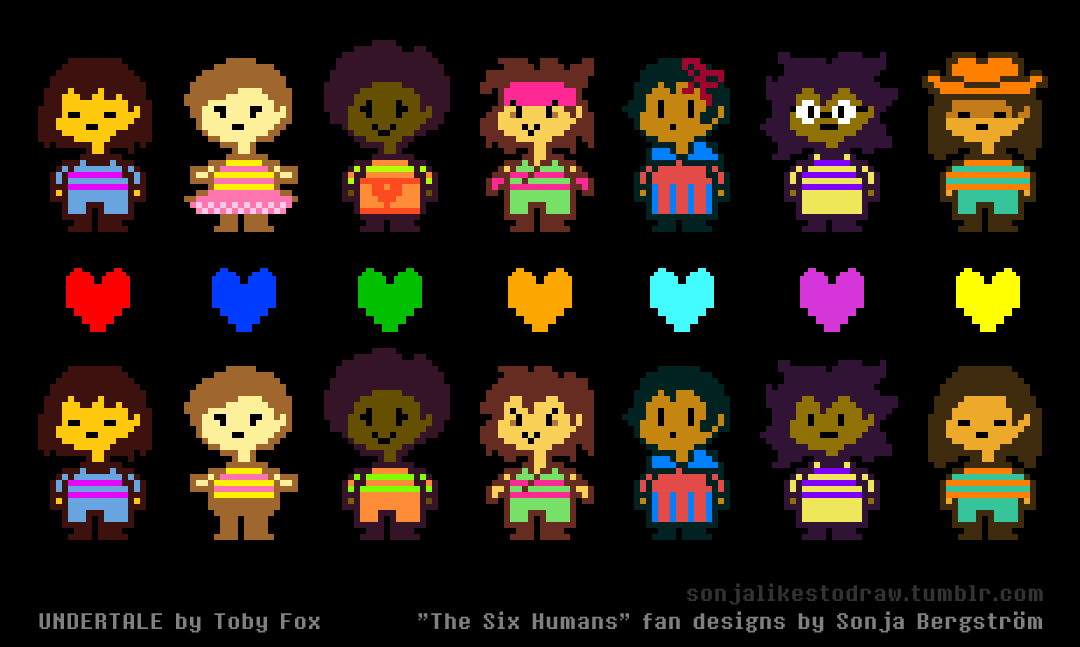 sonjalikestodraw.tumblr.com
UNDERTALE by Toby Fox
”The Six Humans” fan designs by Sonja Bergström